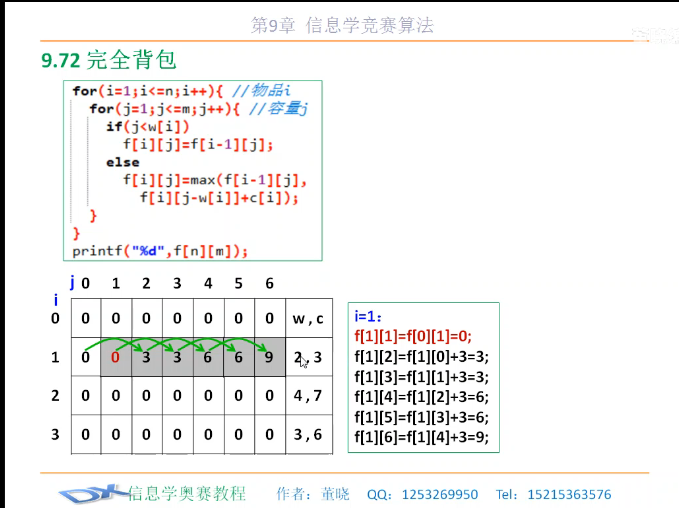 第9章 信息学竞赛算法
9.72 完全背包
for(i=1;i<=n;i++){ //物品i
for(j=1;j<=m;j++){ //容量j
if(j<w[i])
f[i][j]=f[i-1][j];
else
f[i][j]=max(f[i-1][j],
f[i][j-w[i]]+c[i]);
}
}
printf("%d",f[n][m]);
j 0 1 2 3 4 5 6
i
0 0 0 0 0 0 0 0 w,c
1 0 0 3 3 6 6 9 2,3
2 0 0 0 0 0 0 0 4,7
3 0 0 0 0 0 0 0 3,6
i=1:
f[1][1]=f[0][1]=0;
f[1][2]=f[1][0]+3=3;
f[1][3]=f[1][1]+3=3;
f[1][4]=f[1][2]+3=6;
f[1][5]=f[1][3]+3=6;
f[1][6]=f[1][4]+3=9;
DX 信息学奥赛教程 作者：董晓 QQ：1253269950 Tel：15215363576